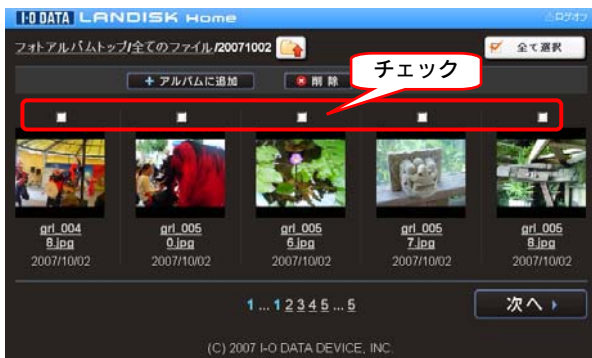 I-O DATA LANDISK Home
ログオフ
フォトアルバムトップ/全てのファイル/20071002
全て選択
+ アルバムに追加
削除
チェック
grl_004
8.jpg
2007/10/02
grl_005
0.jpg
2007/10/02
grl_005
6.jpg
2007/10/02
grl_005
7.jpg
2007/10/02
grl_005
8.jpg
2007/10/02
1 ... 1 2 3 4 5 ... 5
次へ
(C) 2007 I-O DATA DEVICE, INC.